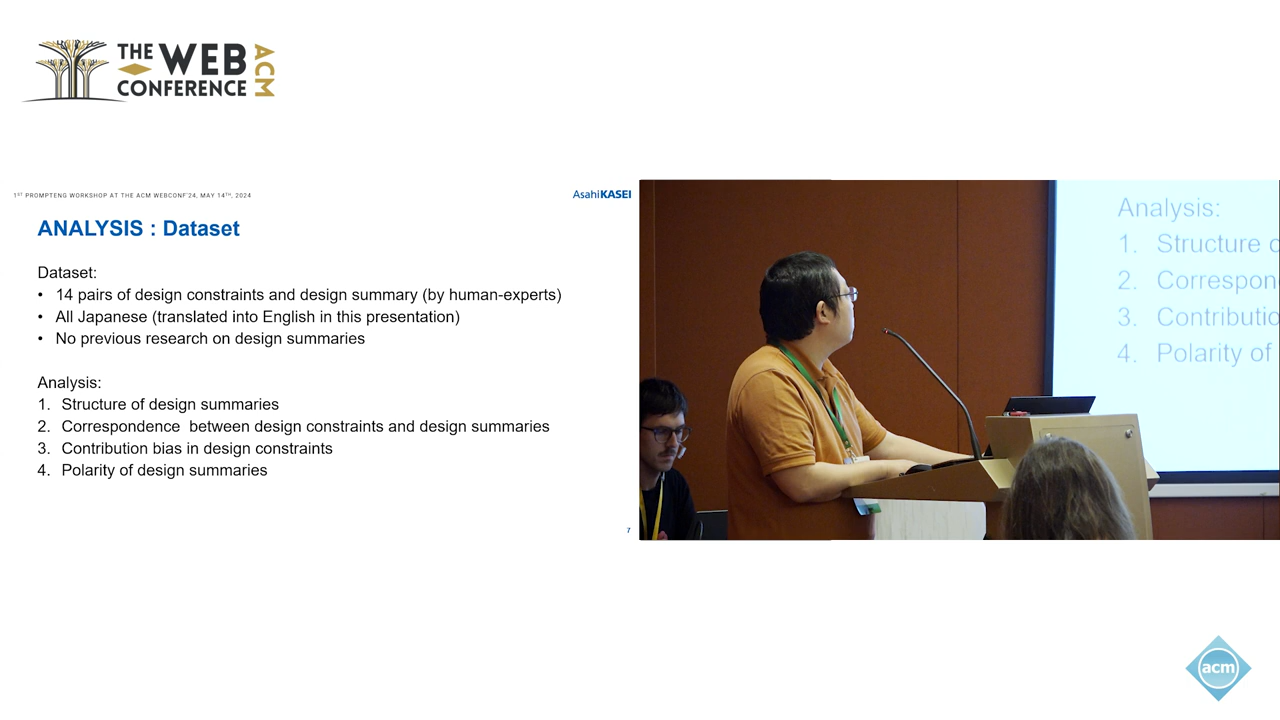 THE WEB
CONFERENCE
ACM
1ST PROMPTENG WORKSHOP AT THE ACM WEBCONF'24, MAY 14TH, 2024
AsahiKASEI
ANALYSIS : Dataset
Dataset:
• 14 pairs of design constraints and design summary (by human-experts)
• All Japanese (translated into English in this presentation)
• No previous research on design summaries
Analysis:
1. Structure of design summaries
2. Correspondence between design constraints and design summaries
3. Contribution bias in design constraints
4. Polarity of design summaries
7
Analysis:
1. Structure
2. Correspon
3. Contributio
4. Polarity of
acm